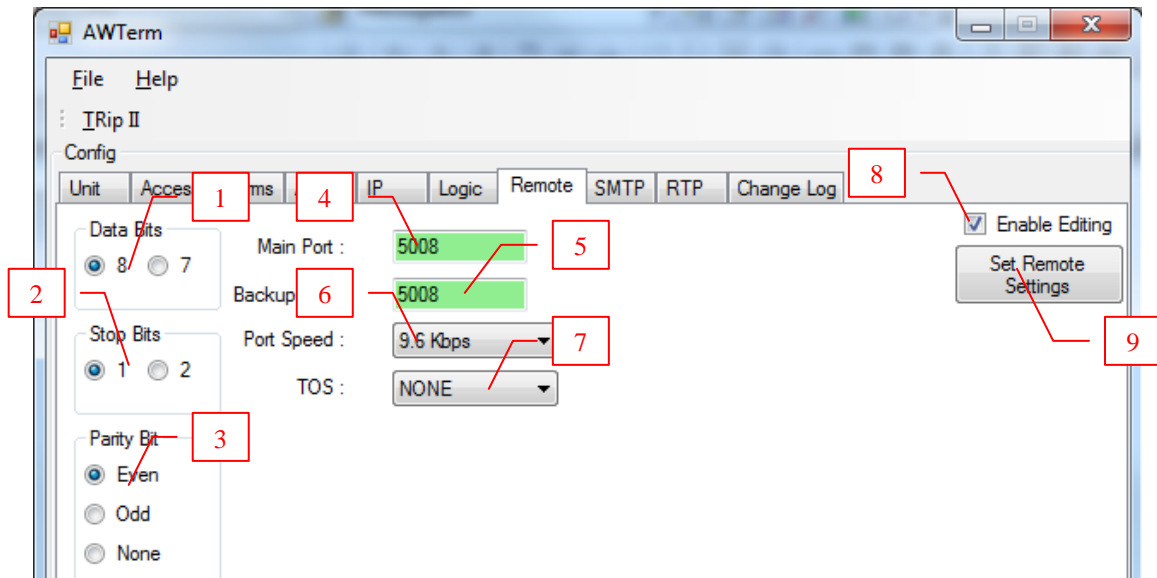 AWTerm
File Help
TRip II
Config
Unit IP Logic Remote SMTP RTP Change Log
8
1
4
Data Bits
8 7
Main Port :
5008
5
Enable Editing
Set Remote
Settings
2
Backup
6
5008
Stop Bits
1 2
Port Speed :
9.6 Kbps
7
9
TOS :
NONE
Parity Bit
3
Even
Odd
None